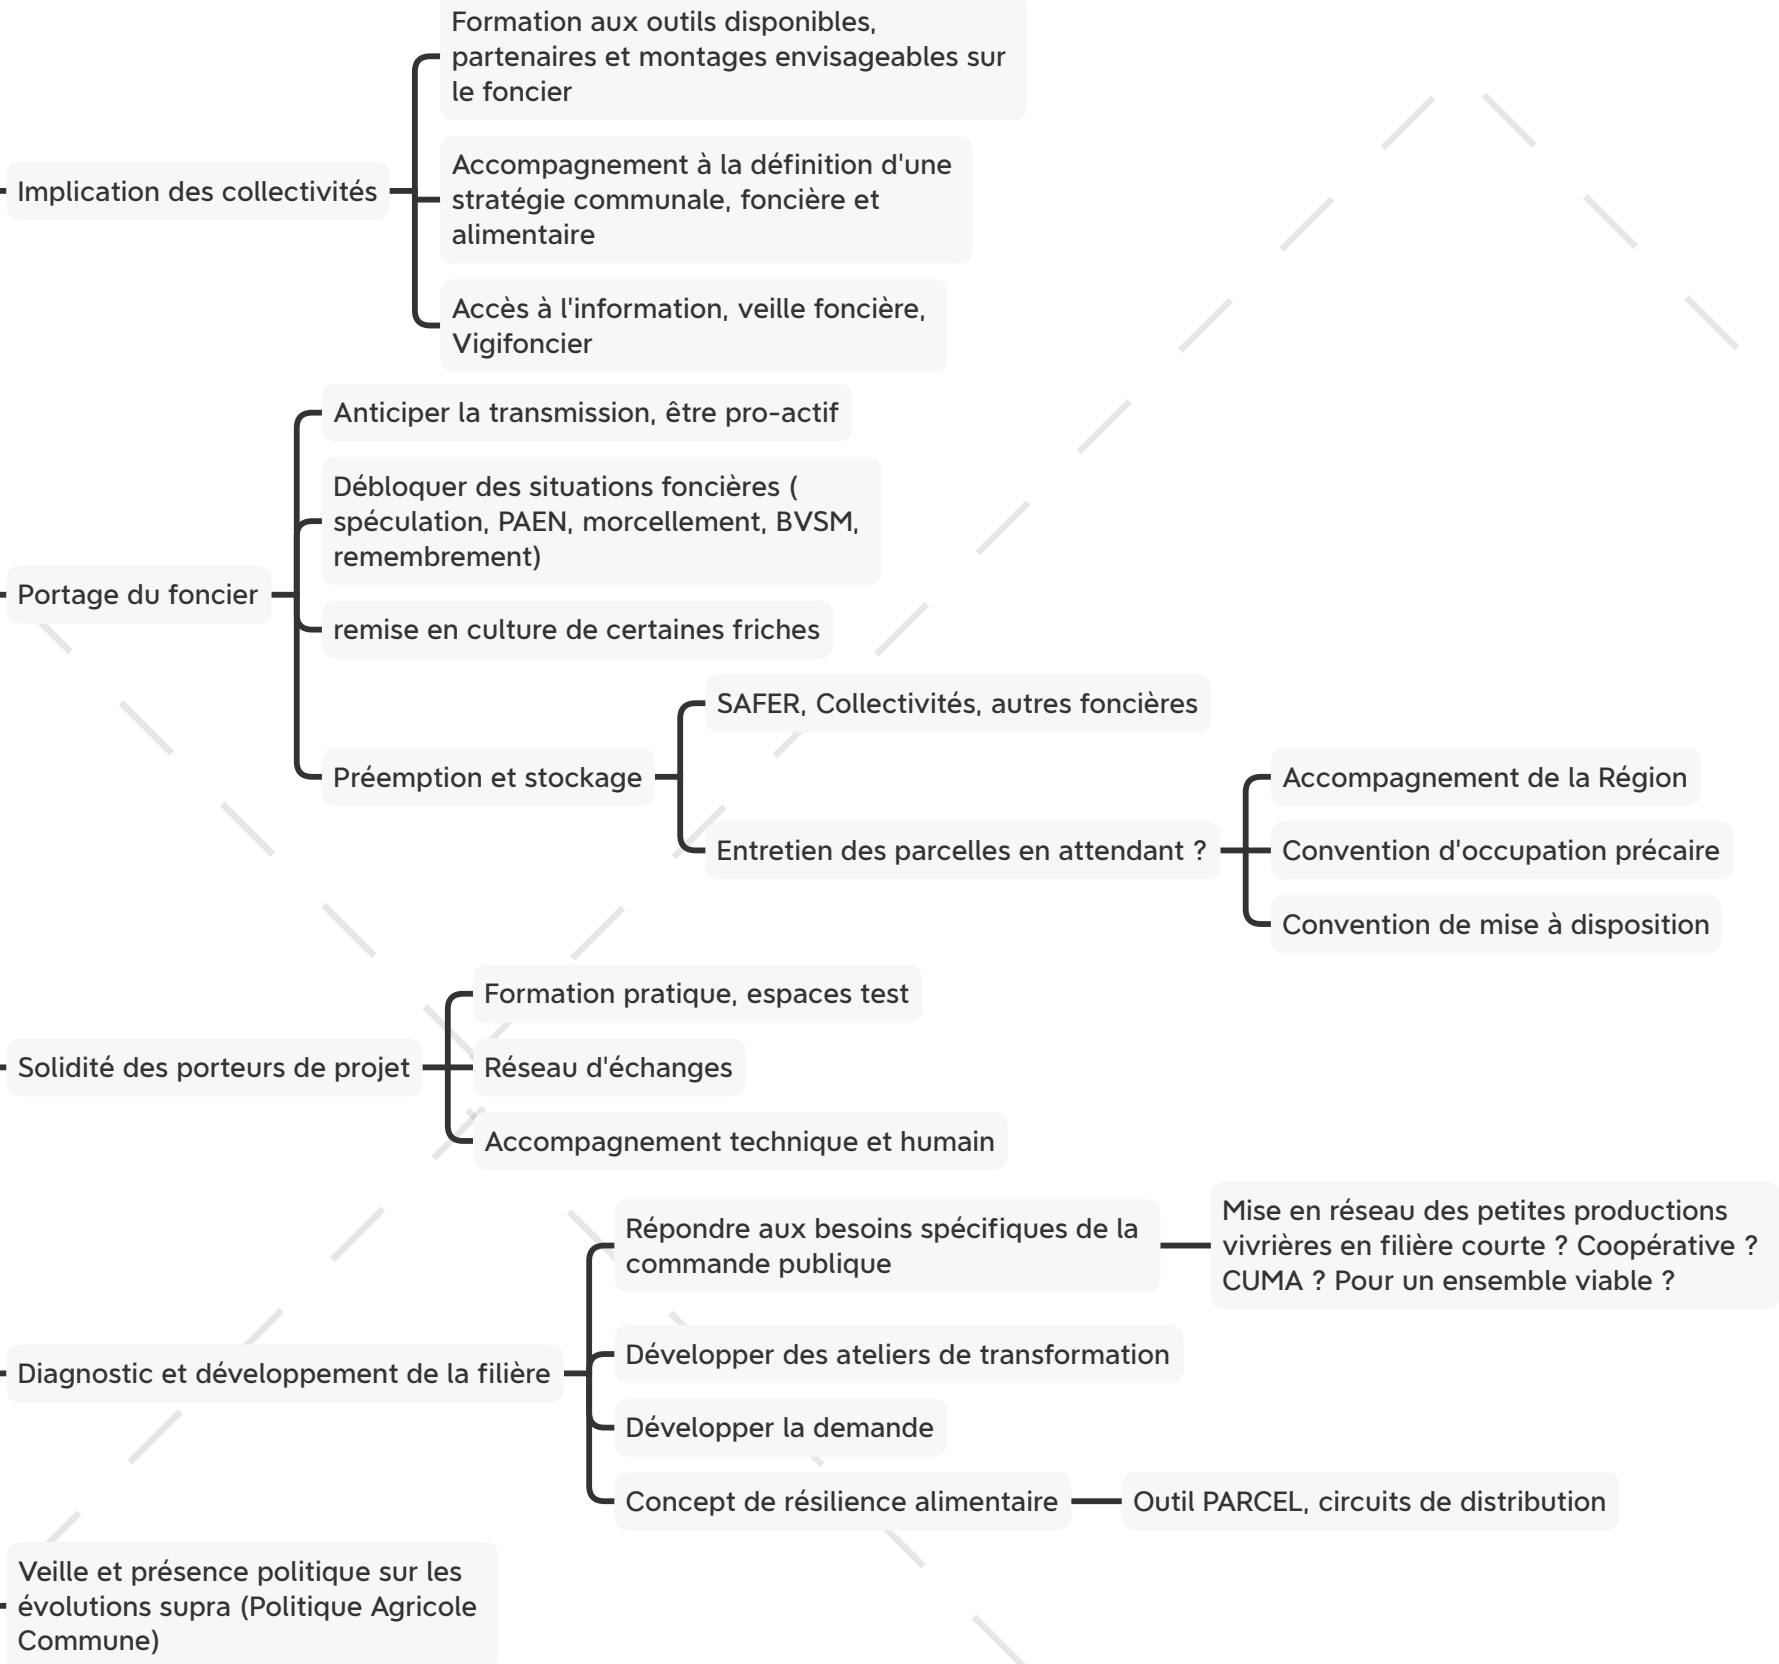 Formation aux outils disponibles,
partenaires et montages envisageables sur
le foncier
Implication des collectivités
Accompagnement à la définition d'une
stratégie communale, foncière et
alimentaire
Accès à l'information, veille foncière,
Vigifoncier
Portage du foncier
Anticiper la transmission, être pro-actif
Débloquer des situations foncières (
spéculation, PAEN, morcellement, BVSM,
remembrement)
remise en culture de certaines friches
Préemption et stockage
SAFER, Collectivités, autres foncières
Entretien des parcelles en attendant ?
Accompagnement de la Région
Convention d'occupation précaire
Convention de mise à disposition
Solidité des porteurs de projet
Formation pratique, espaces test
Réseau d'échanges
Accompagnement technique et humain
Diagnostic et développement de la filière
Répondre aux besoins spécifiques de la
commande publique
Mise en réseau des petites productions
vivrières en filière courte ? Coopérative ?
CUMA ? Pour un ensemble viable ?
Développer des ateliers de transformation
Développer la demande
Concept de résilience alimentaire
Outil PARCEL, circuits de distribution
Veille et présence politique sur les
évolutions supra (Politique Agricole
Commune)